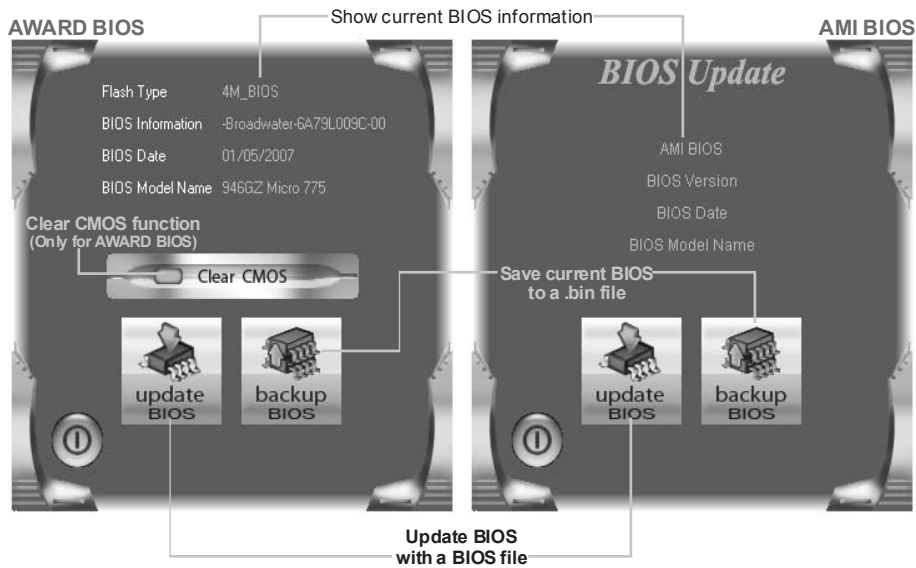 Show current BIOS information
AWARD BIOS
AMI BIOS
Flash Type 4M_BIOS
BIOS Information -Broadwater-6A79L009C-00
BIOS Date 01/05/2007
BIOS Model Name 946GZ Micro 775
Clear CMOS function
(Only for AWARD BIOS)
Clear CMOS
update
BIOS
backup
BIOS
BIOS Update
AMI BIOS
BIOS Version
BIOS Date
BIOS Model Name
Save current BIOS
to a .bin file
update
BIOS
backup
BIOS
Update BIOS
with a BIOS file